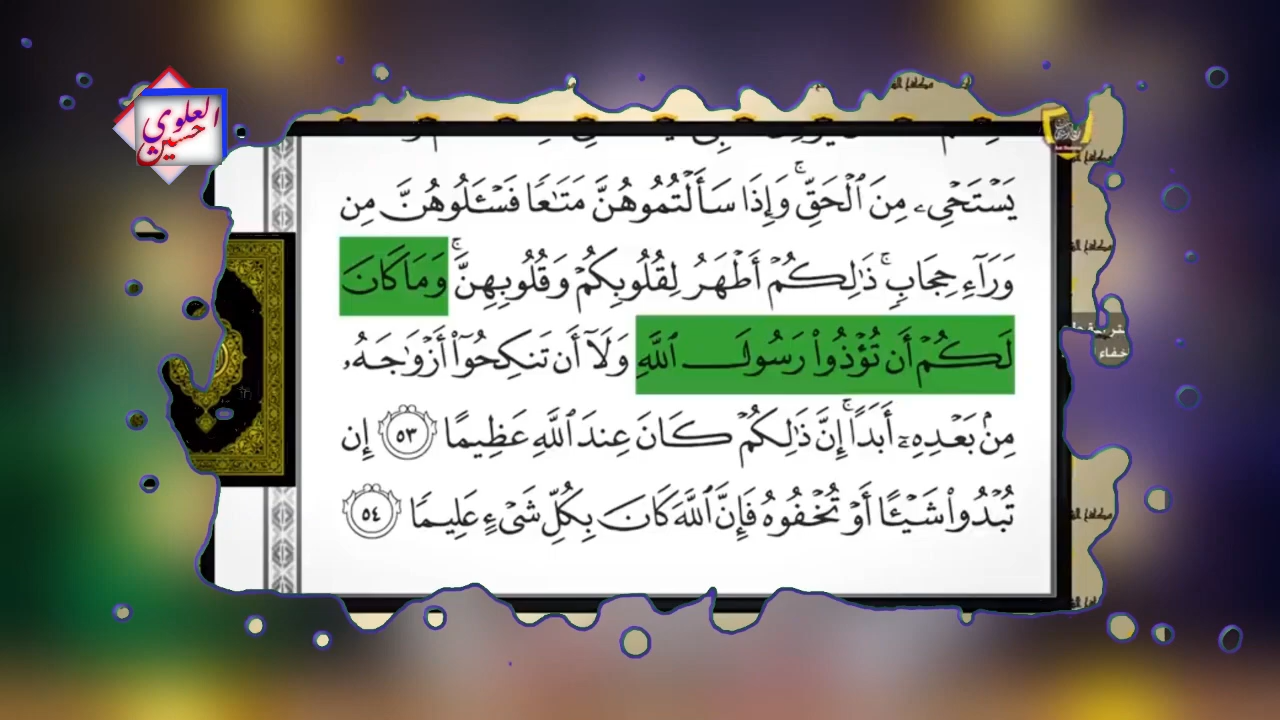 العلوي
حسين
يَسْتَحْىِۦ مِنَ ٱلْحَقِّ ۚ وَإِذَا سَأَلْتُمُوهُنَّ مَتَٰعًا فَسْـَٔلُوهُنَّ مِن
وَرَآءِ حِجَابٍ ۚ ذَٰلِكُمْ أَطْهَرُ لِقُلُوبِكُمْ وَقُلُوبِهِنَّ ۚ وَمَا كَانَ
لَكُمْ أَن تُؤْذُوا۟ رَسُولَ ٱللَّهِ وَلَآ أَن تَنكِحُوٓا۟ أَزْوَٰجَهُۥ
مِنۢ بَعْدِهِۦٓ أَبَدًا ۚ إِنَّ ذَٰلِكُمْ كَانَ عِندَ ٱللَّهِ عَظِيمًا ٥٣ إِن
تُبْدُوا۟ شَيْـًٔا أَوْ تُخْفُوهُ فَإِنَّ ٱللَّهَ كَانَ بِكُلِّ شَىْءٍ عَلِيمًا ٥٤